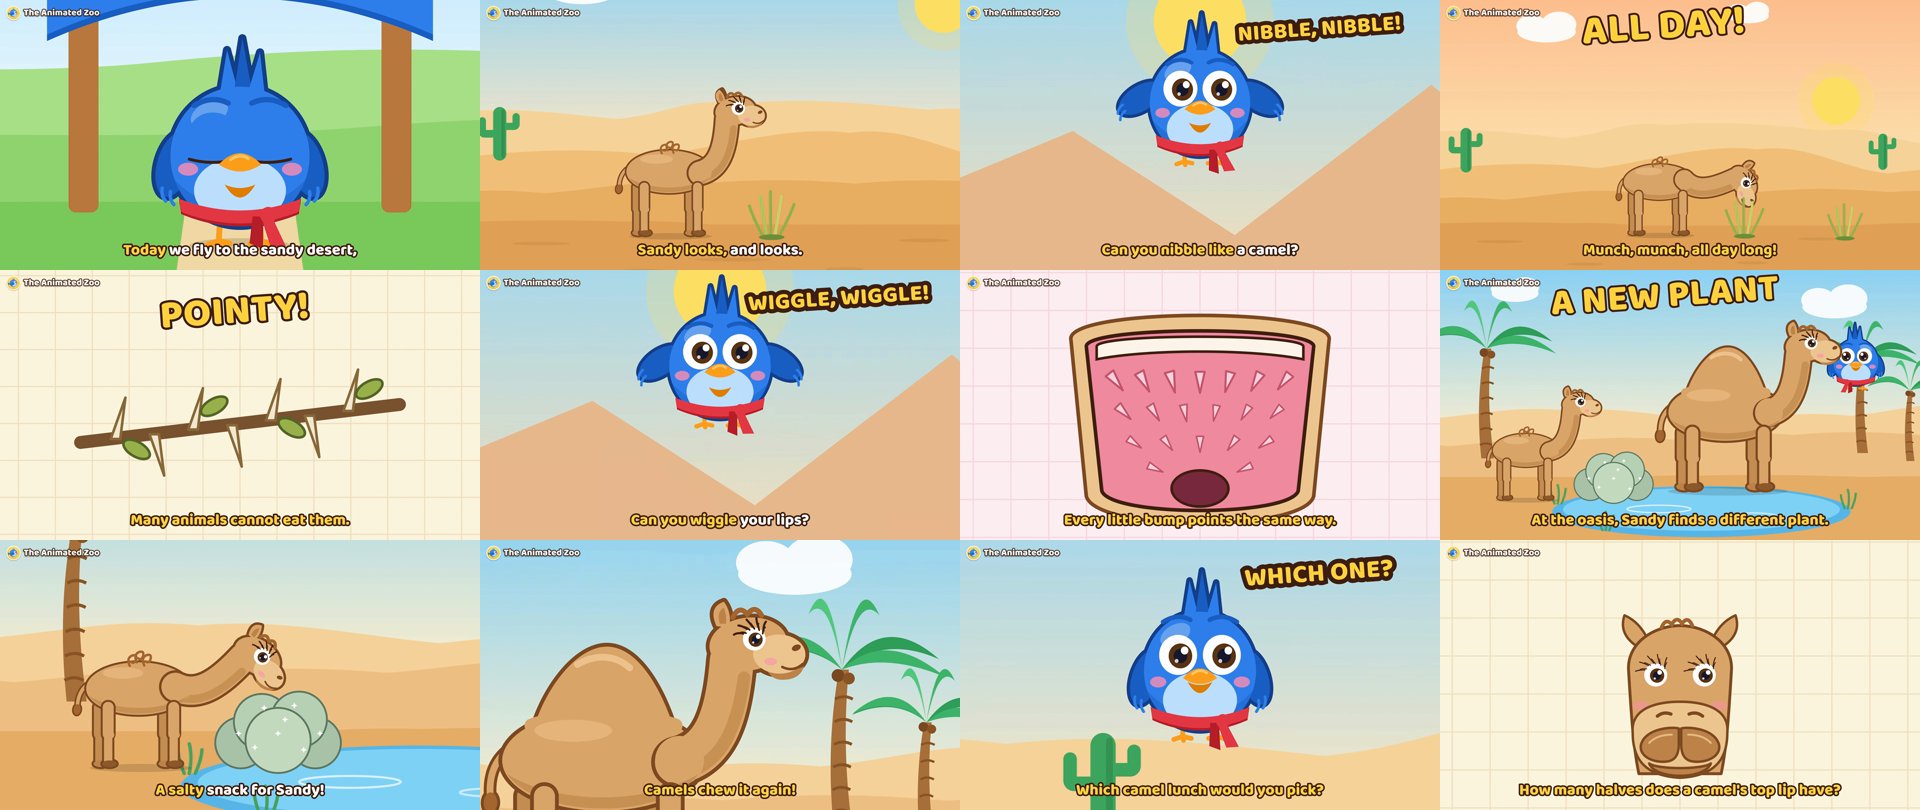 The Animated Zoo
Today we fly to the sandy desert,
The Animated Zoo
Sandy looks, and looks.
The Animated Zoo
NIBBLE, NIBBLE!
Can you nibble like a camel?
The Animated Zoo
ALL DAY!
Munch, munch, all day long!
The Animated Zoo
POINTY!
Many animals cannot eat them.
The Animated Zoo
WIGGLE, WIGGLE!
Can you wiggle your lips?
The Animated Zoo
Every little bump points the same way.
The Animated Zoo
A NEW PLANT
At the oasis, Sandy finds a different plant.
The Animated Zoo
A salty snack for Sandy!
The Animated Zoo
Camels chew it again!
The Animated Zoo
WHICH ONE?
Which camel lunch would you pick?
The Animated Zoo
How many halves does a camel's top lip have?